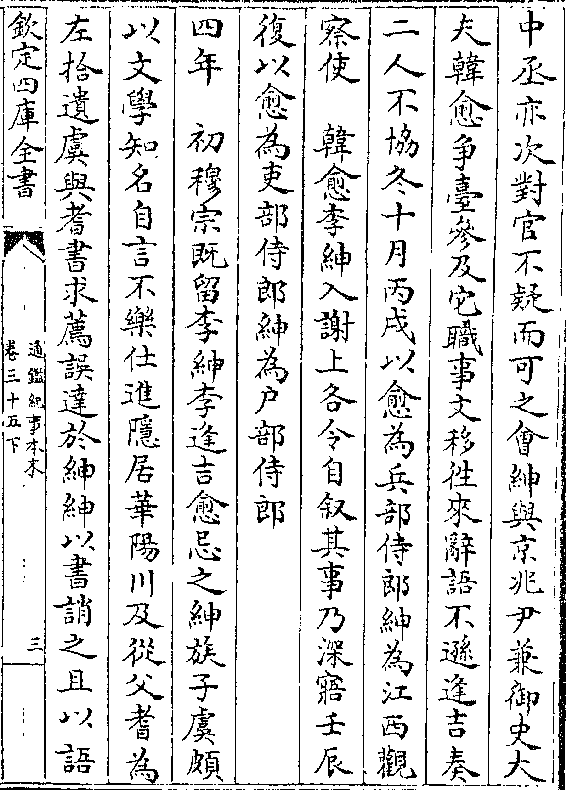 中丞亦次對官不疑而可之㑹紳與京兆尹兼御史大
夫韓愈争臺參及它職事文移往來辭語不遜逢吉奏
二人不協冬十月丙戌以愈為兵部侍郎紳為江西觀
察使　韓愈李紳入謝上各令自叙其事乃深寤壬辰
復以愈為吏部侍郎紳為户部侍郎
四年　初穆宗既留李紳李逢吉愈忌之紳族子虞頗
以文學知名自言不樂仕進隱居華陽川及從父耆為
左拾遺虞與耆書求薦誤達於紳紳以書誚之且以語
欽定四庫全書
通鑑紀事本末
卷三十五下
三